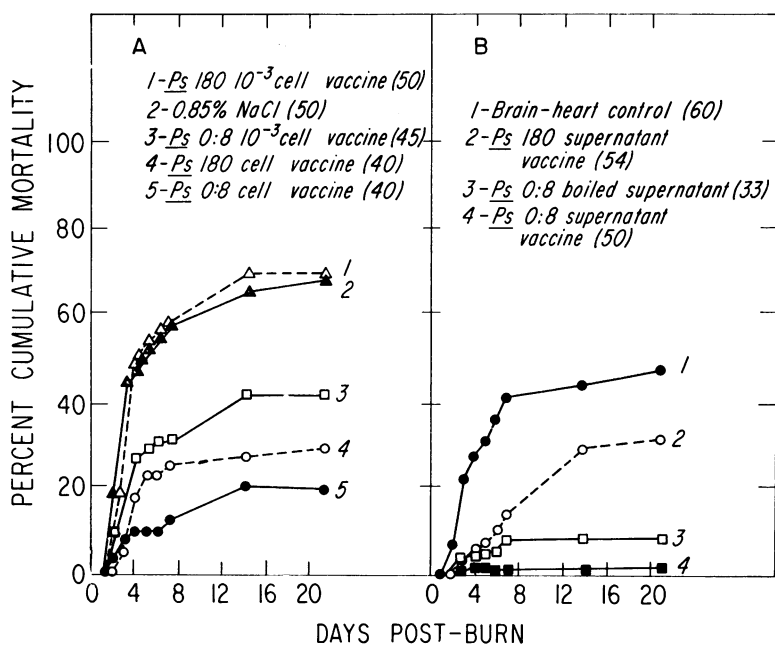 A
1-Ps 180 10⁻³ cell vaccine (50)
2-0.85% NaCl (50)
3-Ps 0:8 10⁻³ cell vaccine (45)
4-Ps 180 cell vaccine (40)
5-Ps 0:8 cell vaccine (40)
B
1-Brain-heart control (60)
2-Ps 180 supernatant
vaccine (54)
3-Ps 0:8 boiled supernatant (33)
4-Ps 0:8 supernatant
vaccine (50)
PERCENT CUMULATIVE MORTALITY
100
80
60
40
20
0
1
2
3
4
5
1
2
3
4
0 4 8 12 16 20
0 4 8 12 16 20
DAYS POST-BURN